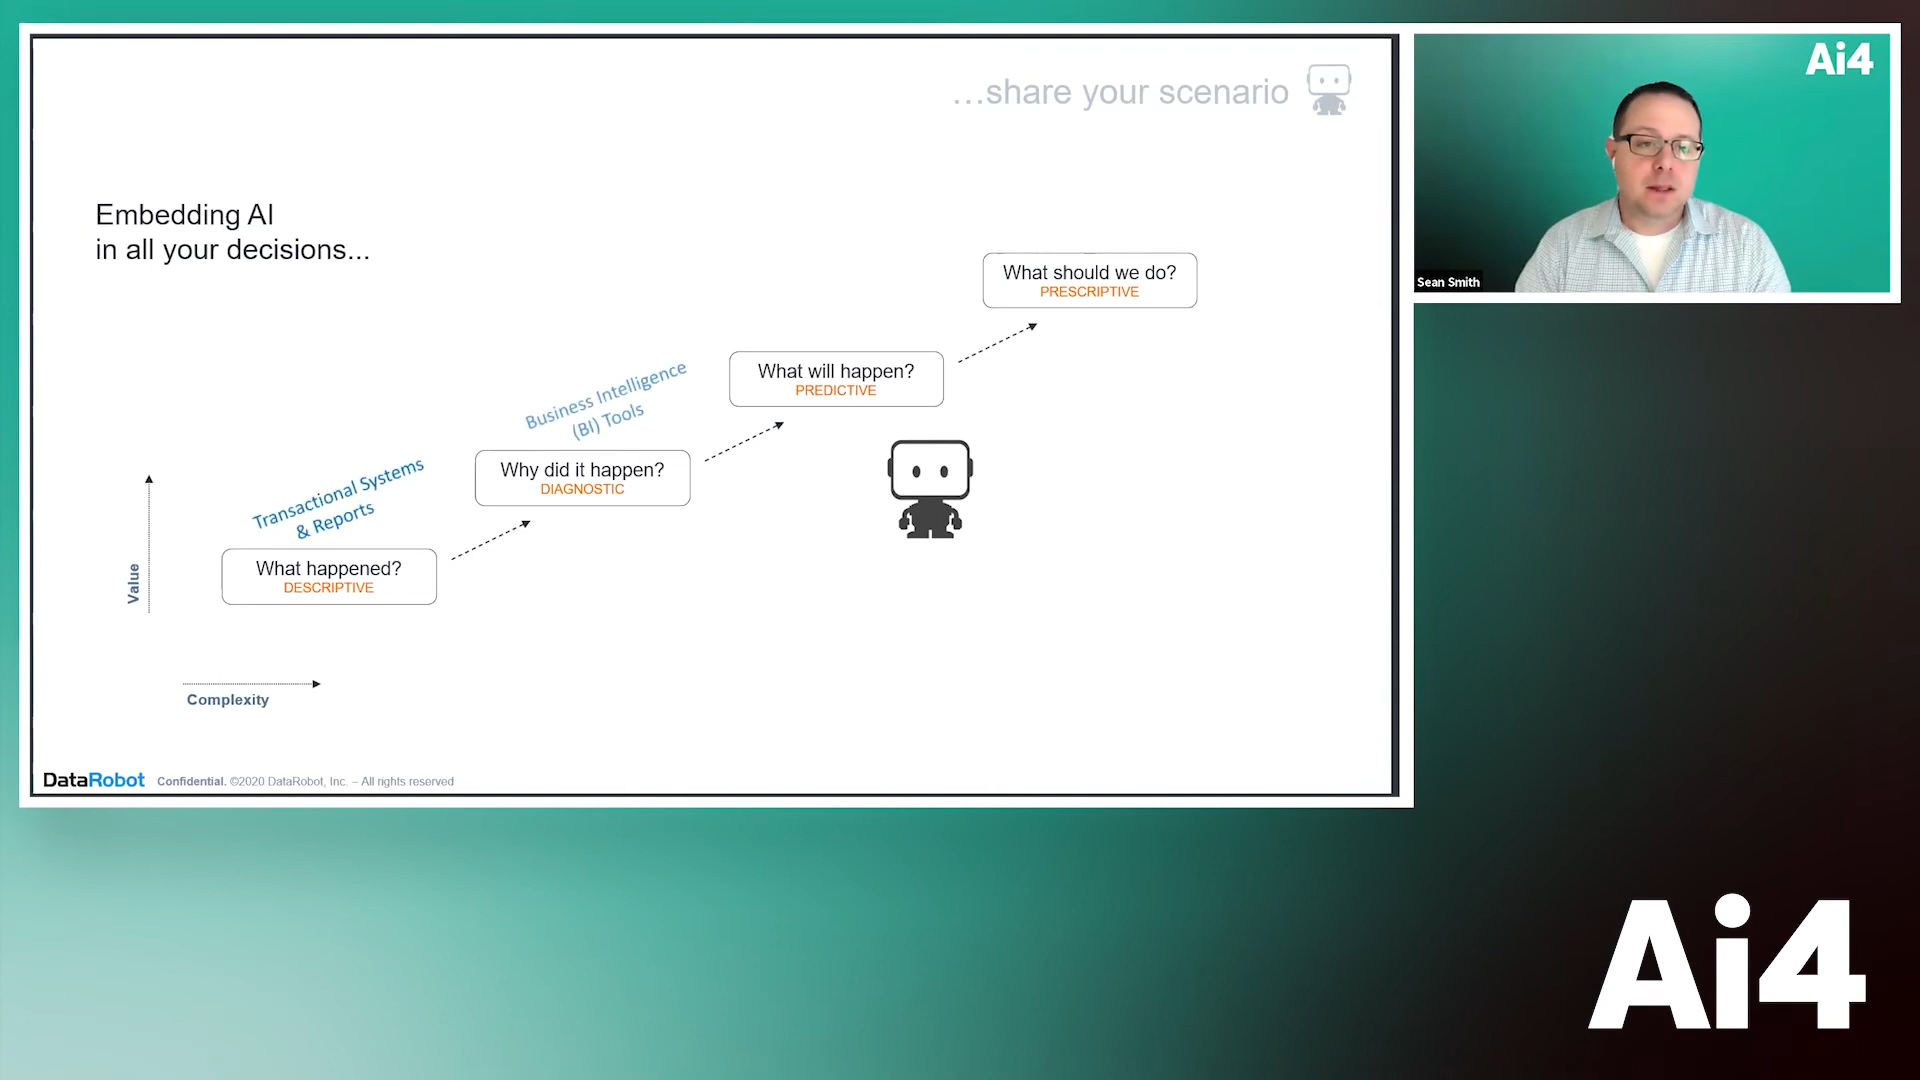 …share your scenario
Embedding AI
in all your decisions...
What should we do?
PRESCRIPTIVE
What will happen?
PREDICTIVE
Business Intelligence
(BI) Tools
Why did it happen?
DIAGNOSTIC
Transactional Systems
& Reports
What happened?
DESCRIPTIVE
Value
Complexity
DataRobot Confidential. ©2020 DataRobot, Inc. – All rights reserved
Ai4
Sean Smith
Ai4